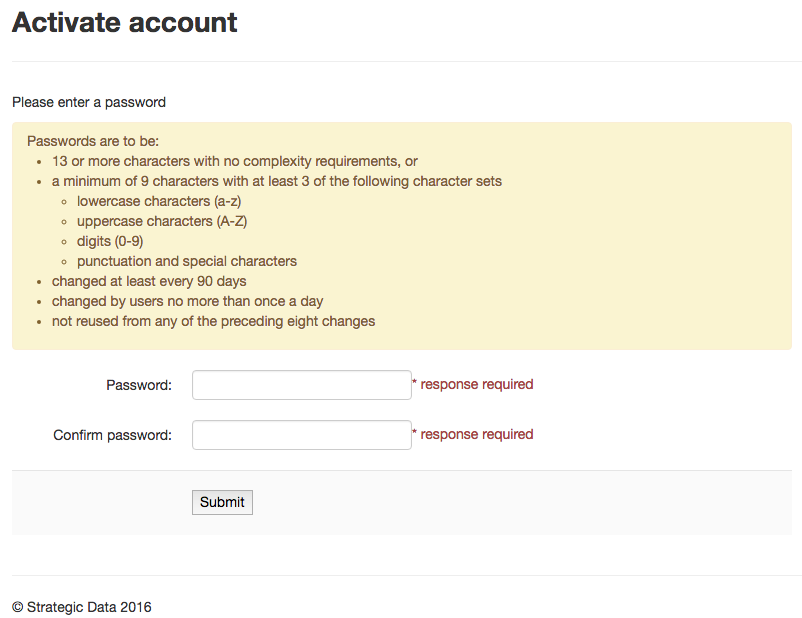 Activate account
Please enter a password
Passwords are to be:
13 or more characters with no complexity requirements, or
a minimum of 9 characters with at least 3 of the following character sets
lowercase characters (a-z)
uppercase characters (A-Z)
digits (0-9)
punctuation and special characters
changed at least every 90 days
changed by users no more than once a day
not reused from any of the preceding eight changes
Password: * response required
Confirm password: * response required
Submit
© Strategic Data 2016